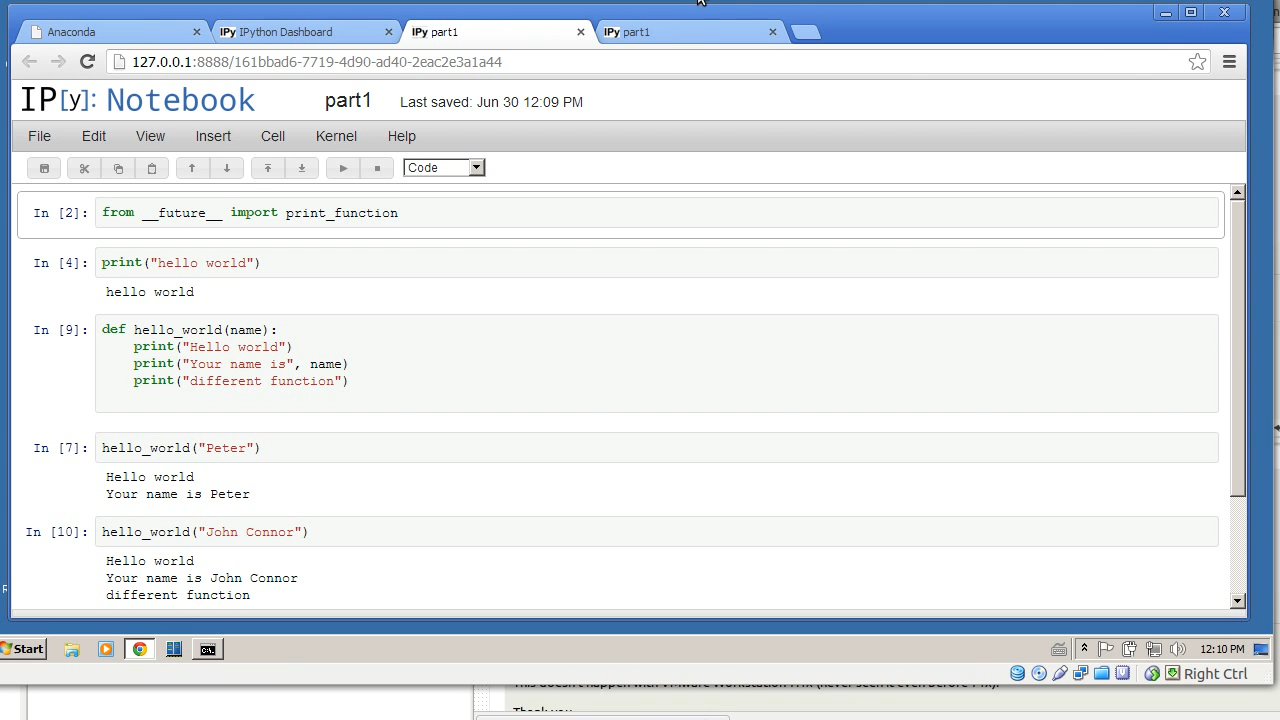 Anaconda
IPy IPython Dashboard
IPy part1
IPy part1
127.0.0.1:8888/161bbad6-7719-4d90-ad40-2eac2e3a1a44
IP[y]: Notebook
part1
Last saved: Jun 30 12:09 PM
File Edit View Insert Cell Kernel Help
Code
In [2]: from __future__ import print_function
In [4]: print("hello world")
hello world
In [9]: def hello_world(name):
print("Hello world")
print("Your name is", name)
print("different function")
In [7]: hello_world("Peter")
Hello world
Your name is Peter
In [10]: hello_world("John Connor")
Hello world
Your name is John Connor
different function
Start
12:10 PM
Right Ctrl